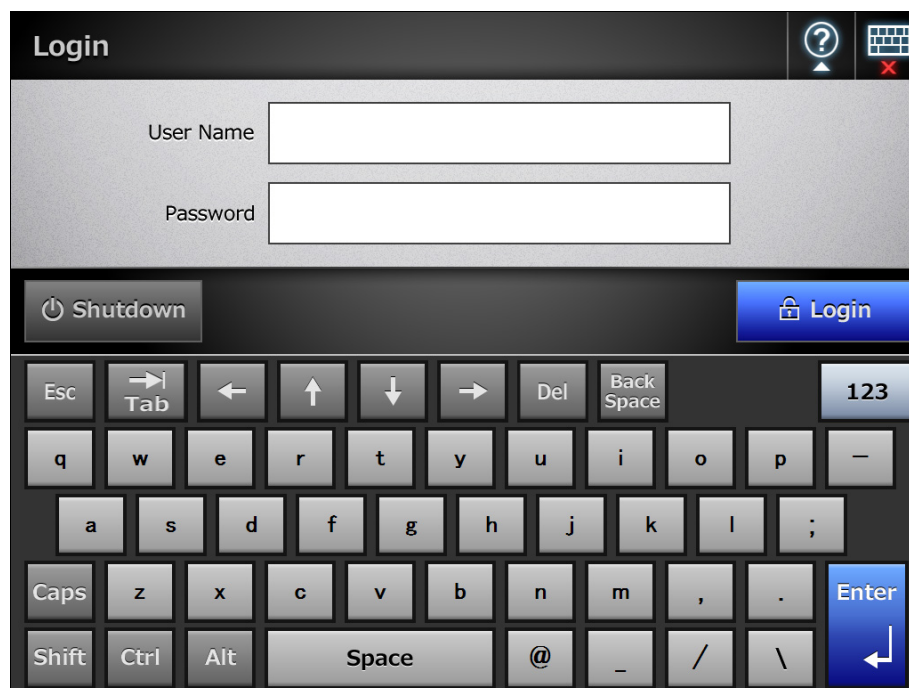 Login ?
User Name
Password
Shutdown Login
Esc Tab Del Back Space 123
q w e r t y u i o p —
a s d f g h j k l ;
Caps z x c v b n m , . Enter
Shift Ctrl Alt Space @ _ / \